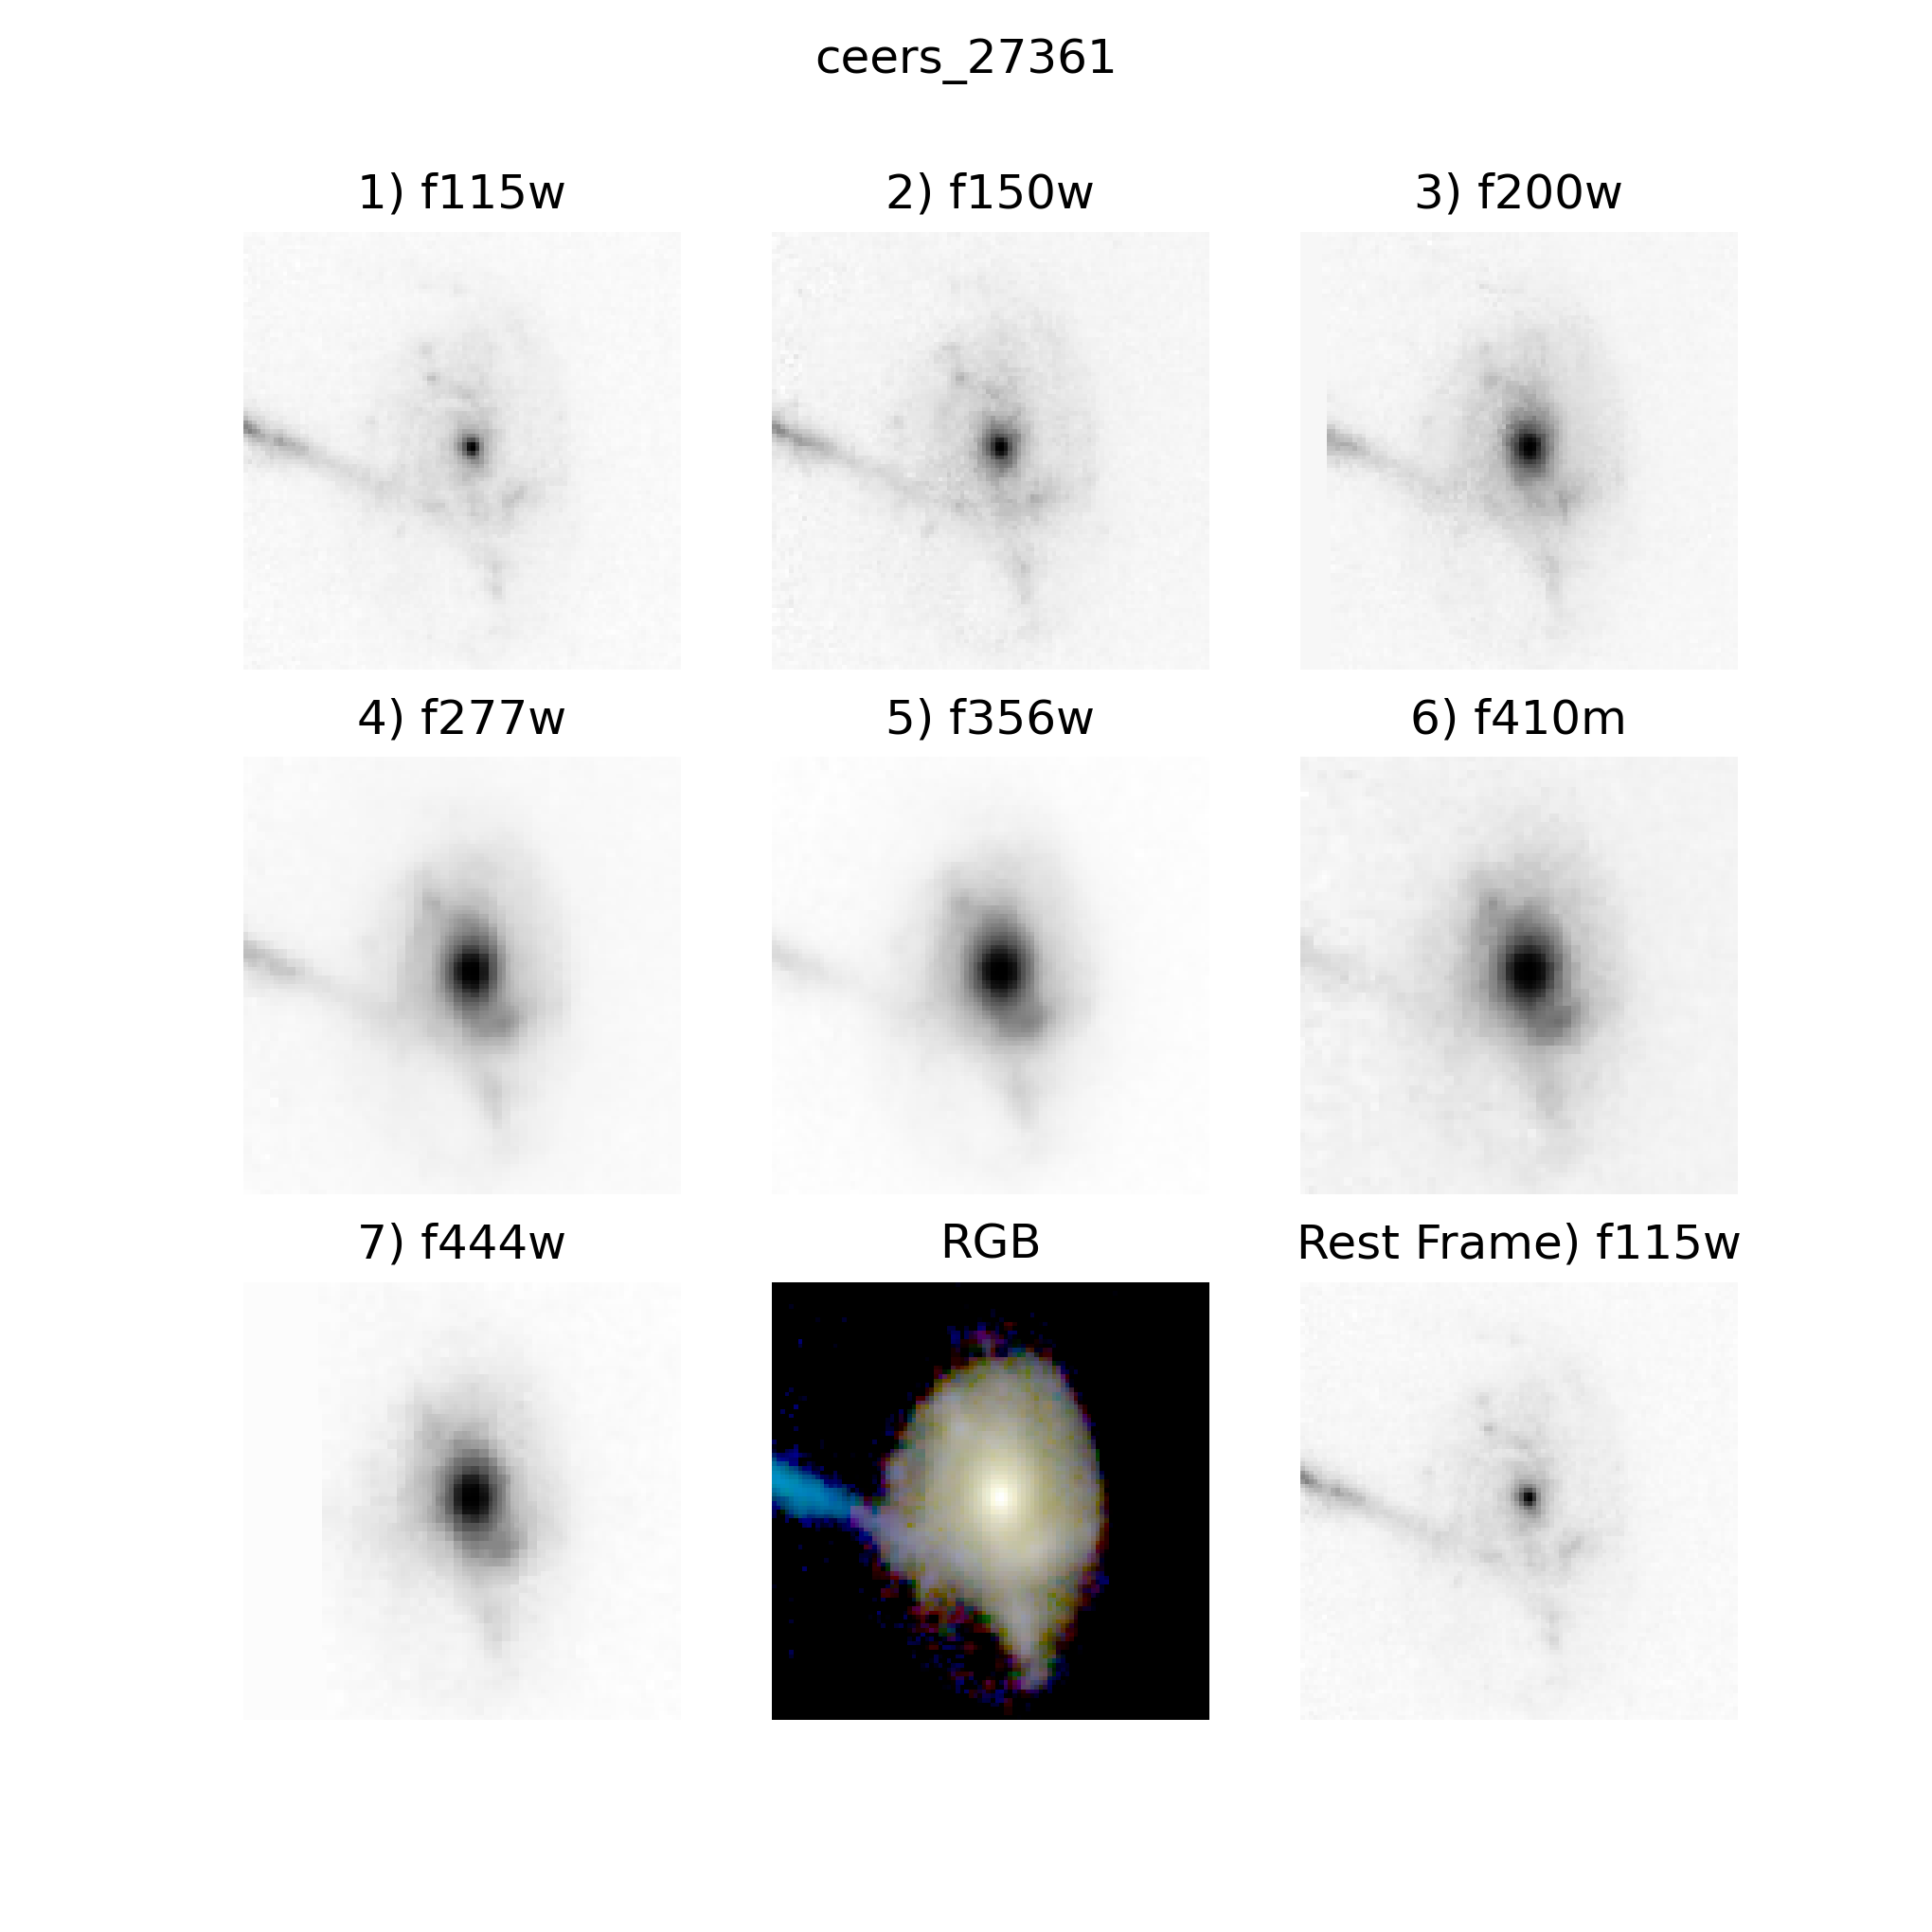 ceers_27361
1) f115w
2) f150w
3) f200w
4) f277w
5) f356w
6) f410m
7) f444w
RGB
Rest Frame) f115w